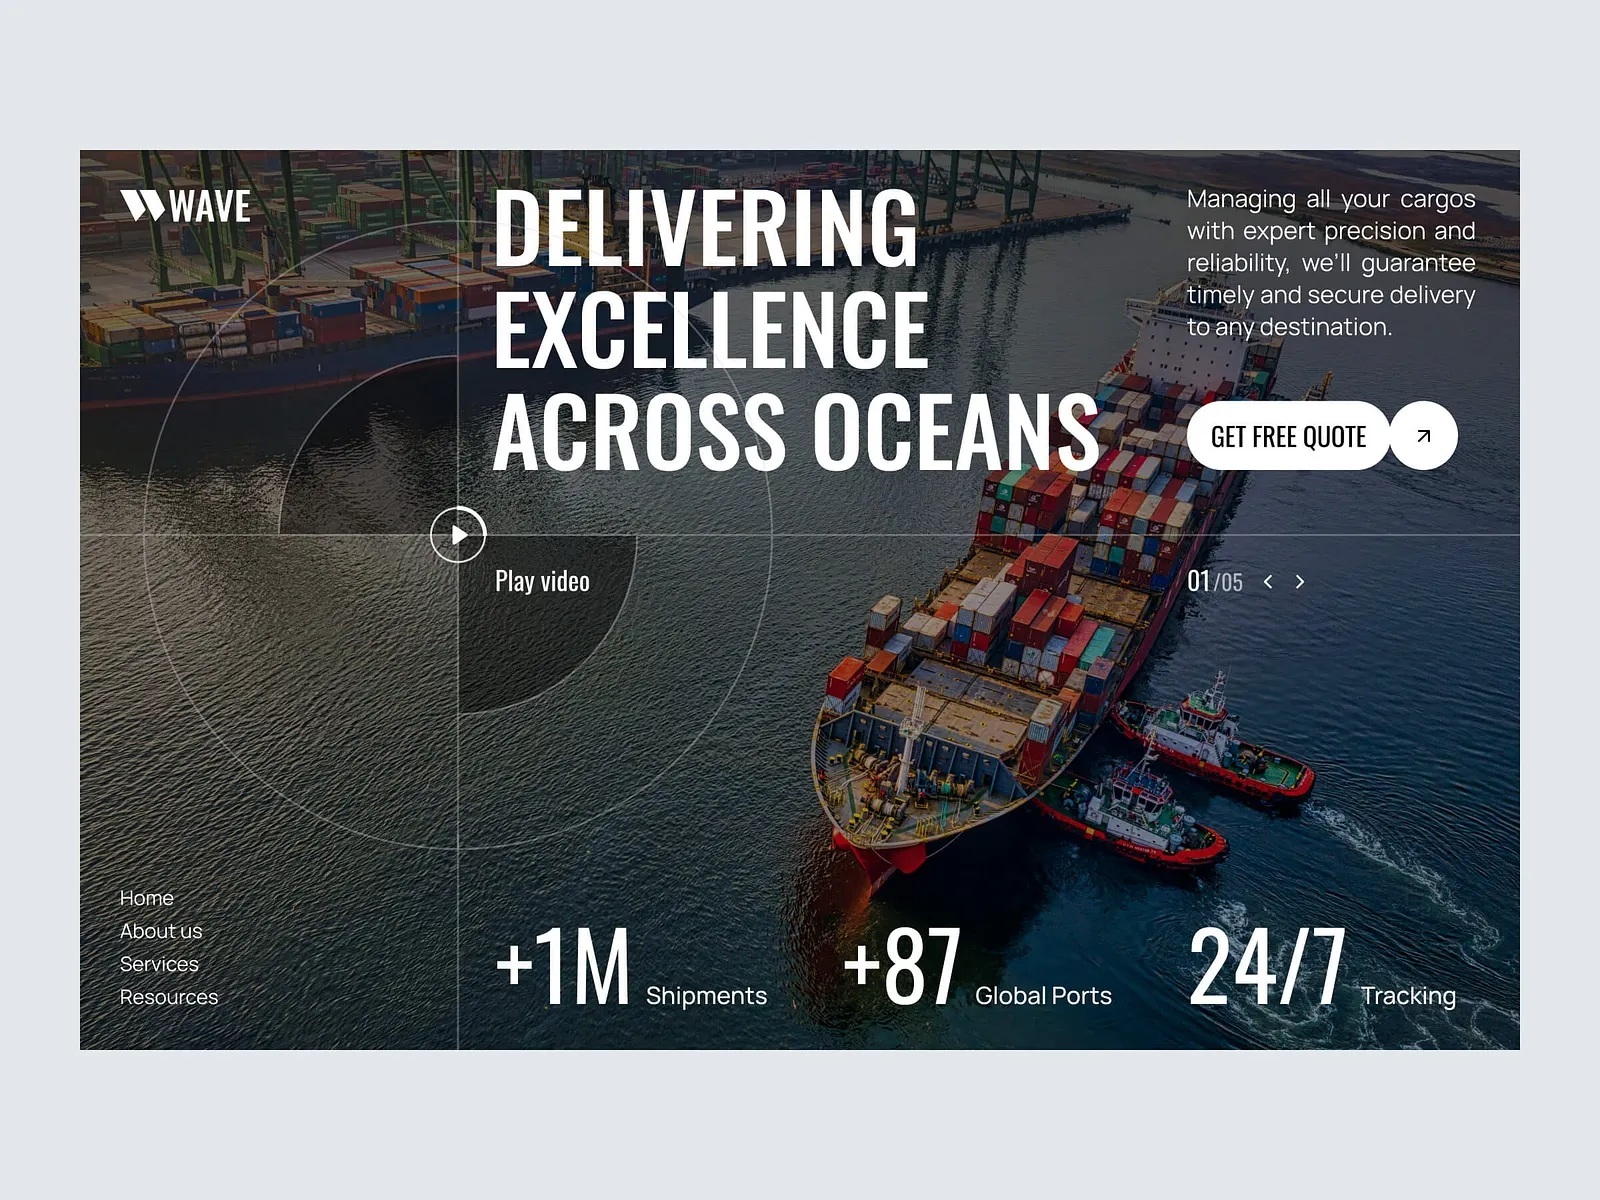 WAVE
DELIVERING
EXCELLENCE
ACROSS OCEANS
Managing all your cargos
with expert precision and
reliability, we’ll guarantee
timely and secure delivery
to any destination.
GET FREE QUOTE
Play video
01/05
Home
About us
Services
Resources
+1M Shipments
+87 Global Ports
24/7 Tracking